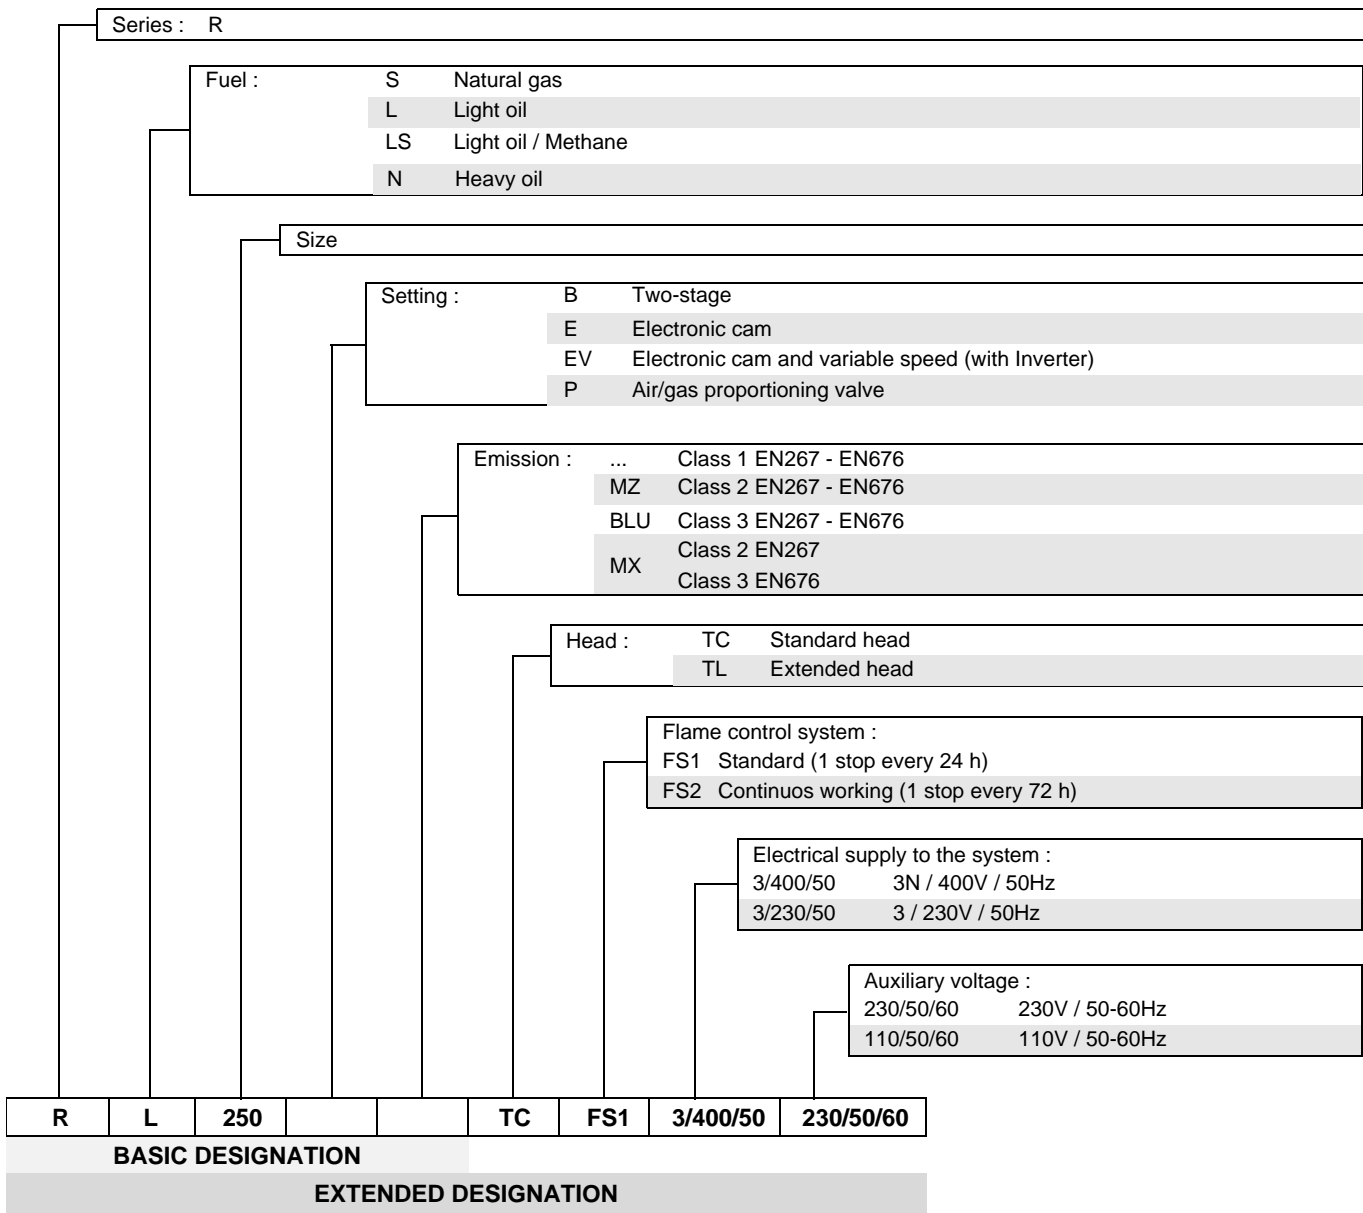 Series : R
Fuel : S Natural gas
L Light oil
LS Light oil / Methane
N Heavy oil
Size
Setting : B Two-stage
E Electronic cam
EV Electronic cam and variable speed (with Inverter)
P Air/gas proportioning valve
Emission : ... Class 1 EN267 - EN676
MZ Class 2 EN267 - EN676
BLU Class 3 EN267 - EN676
MX Class 2 EN267
Class 3 EN676
Head : TC Standard head
TL Extended head
Flame control system :
FS1 Standard (1 stop every 24 h)
FS2 Continuos working (1 stop every 72 h)
Electrical supply to the system :
3/400/50 3N / 400V / 50Hz
3/230/50 3 / 230V / 50Hz
Auxiliary voltage :
230/50/60 230V / 50-60Hz
110/50/60 110V / 50-60Hz
R L 250 TC FS1 3/400/50 230/50/60
BASIC DESIGNATION
EXTENDED DESIGNATION